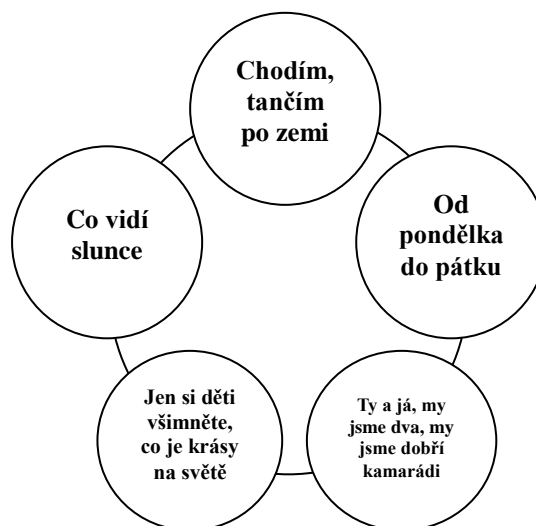 Chodím,
tančím
po zemi
Od
pondělka
do pátku
Ty a já, my
jsme dva, my
jsme dobří
kamarádi
Jen si děti
všimněte,
co je krásy
na světě
Co vidí
slunce